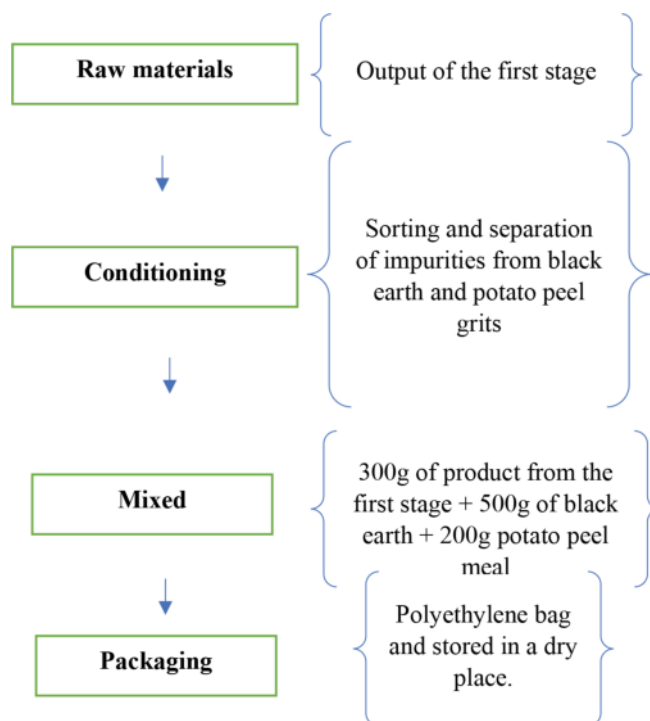 Raw materials
Output of the first stage
Conditioning
Sorting and separation
of impurities from black
earth and potato peel
grits
Mixed
300g of product from the
first stage + 500g of black
earth + 200g potato peel
meal
Packaging
Polyethylene bag
and stored in a dry
place.